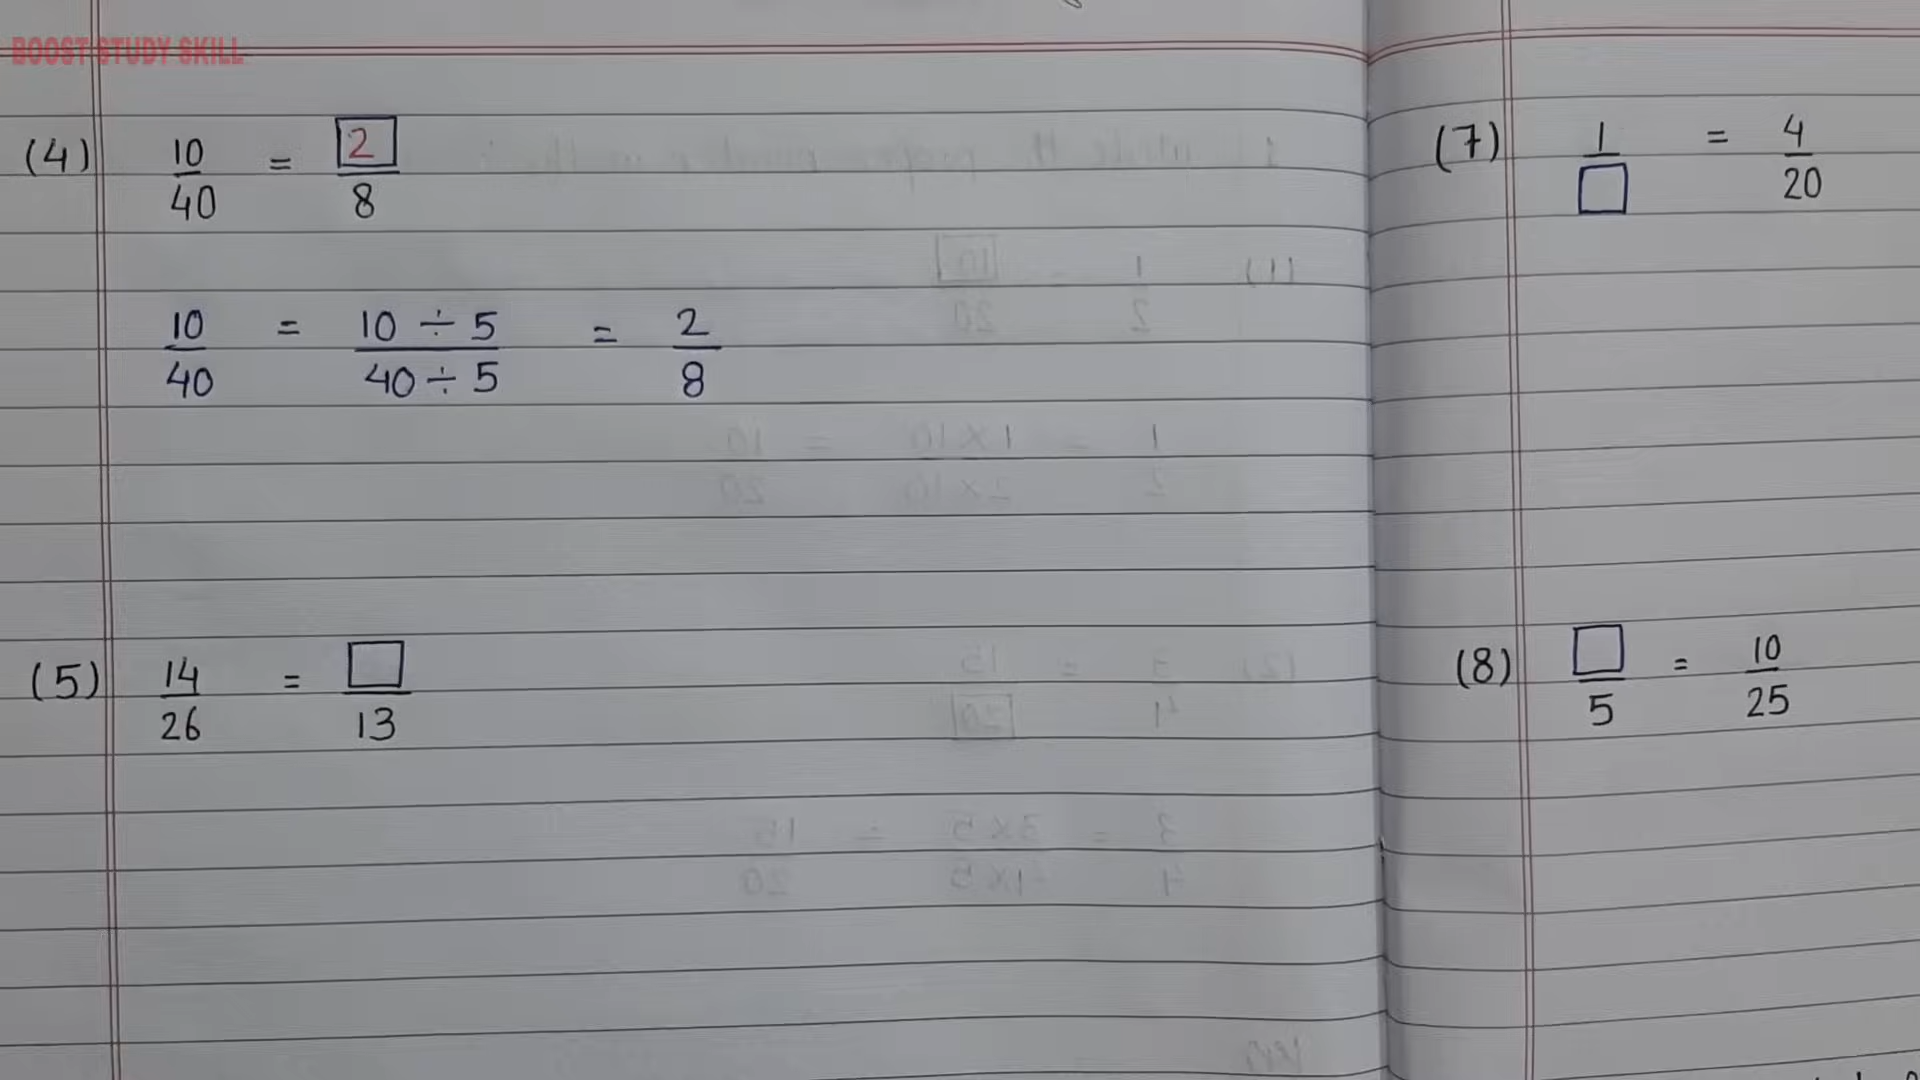 BOOST STUDY SKILL
(4) 10/40 = 2/8
10/40 = 10 ÷ 5/40 ÷ 5 = 2/8
(5) 14/26 = □/13
(7) 1/□ = 4/20
(8) □/5 = 10/25